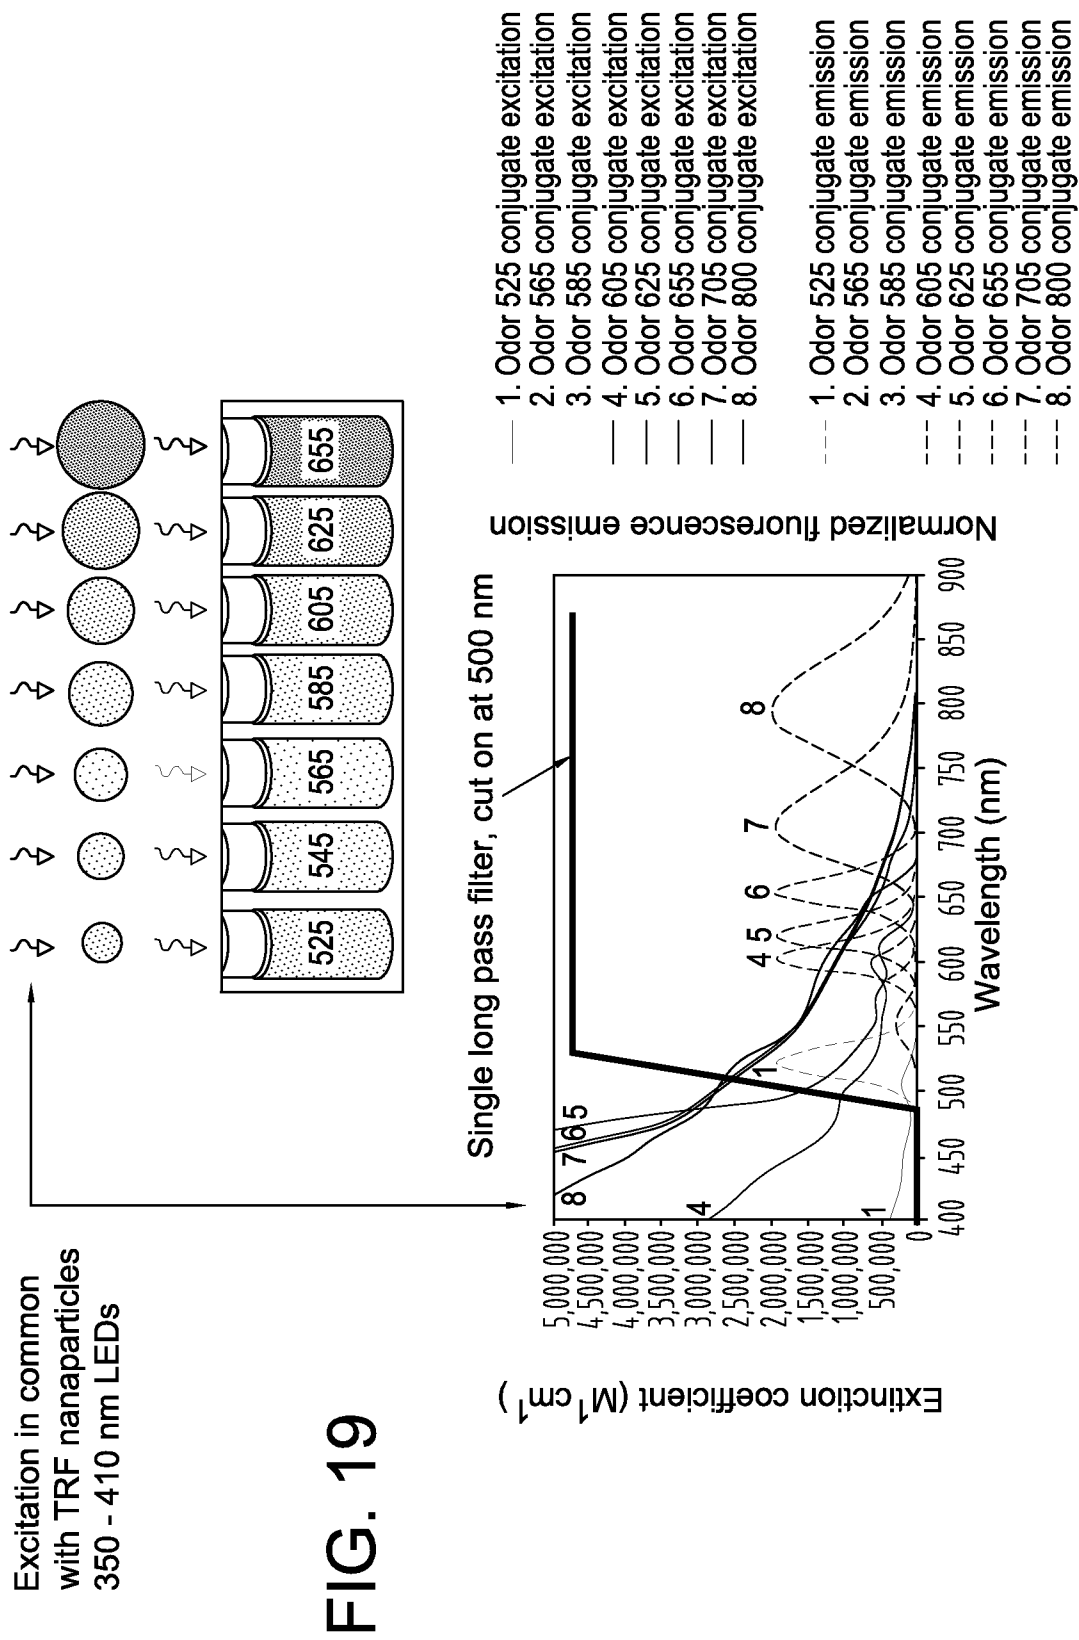 Excitation in common
with TRF nanaparticles
350 - 410 nm LEDs
525
545
565
585
605
625
655
FIG. 19
Single long pass filter, cut on at 500 nm
Extinction coefficient (M¹cm¹)
5,000,000
4,500,000
4,000,000
3,500,000
3,000,000
2,500,000
2,000,000
1,500,000
1,000,000
500,000
0
8
7
6
5
4
1
1
4
5
6
7
8
400
450
500
550
600
650
700
750
800
850
900
Wavelength (nm)
Normalized fluorescence emission
1. Odor 525 conjugate excitation
2. Odor 565 conjugate excitation
3. Odor 585 conjugate excitation
4. Odor 605 conjugate excitation
5. Odor 625 conjugate excitation
6. Odor 655 conjugate excitation
7. Odor 705 conjugate excitation
8. Odor 800 conjugate excitation
1. Odor 525 conjugate emission
2. Odor 565 conjugate emission
3. Odor 585 conjugate emission
4. Odor 605 conjugate emission
5. Odor 625 conjugate emission
6. Odor 655 conjugate emission
7. Odor 705 conjugate emission
8. Odor 800 conjugate emission